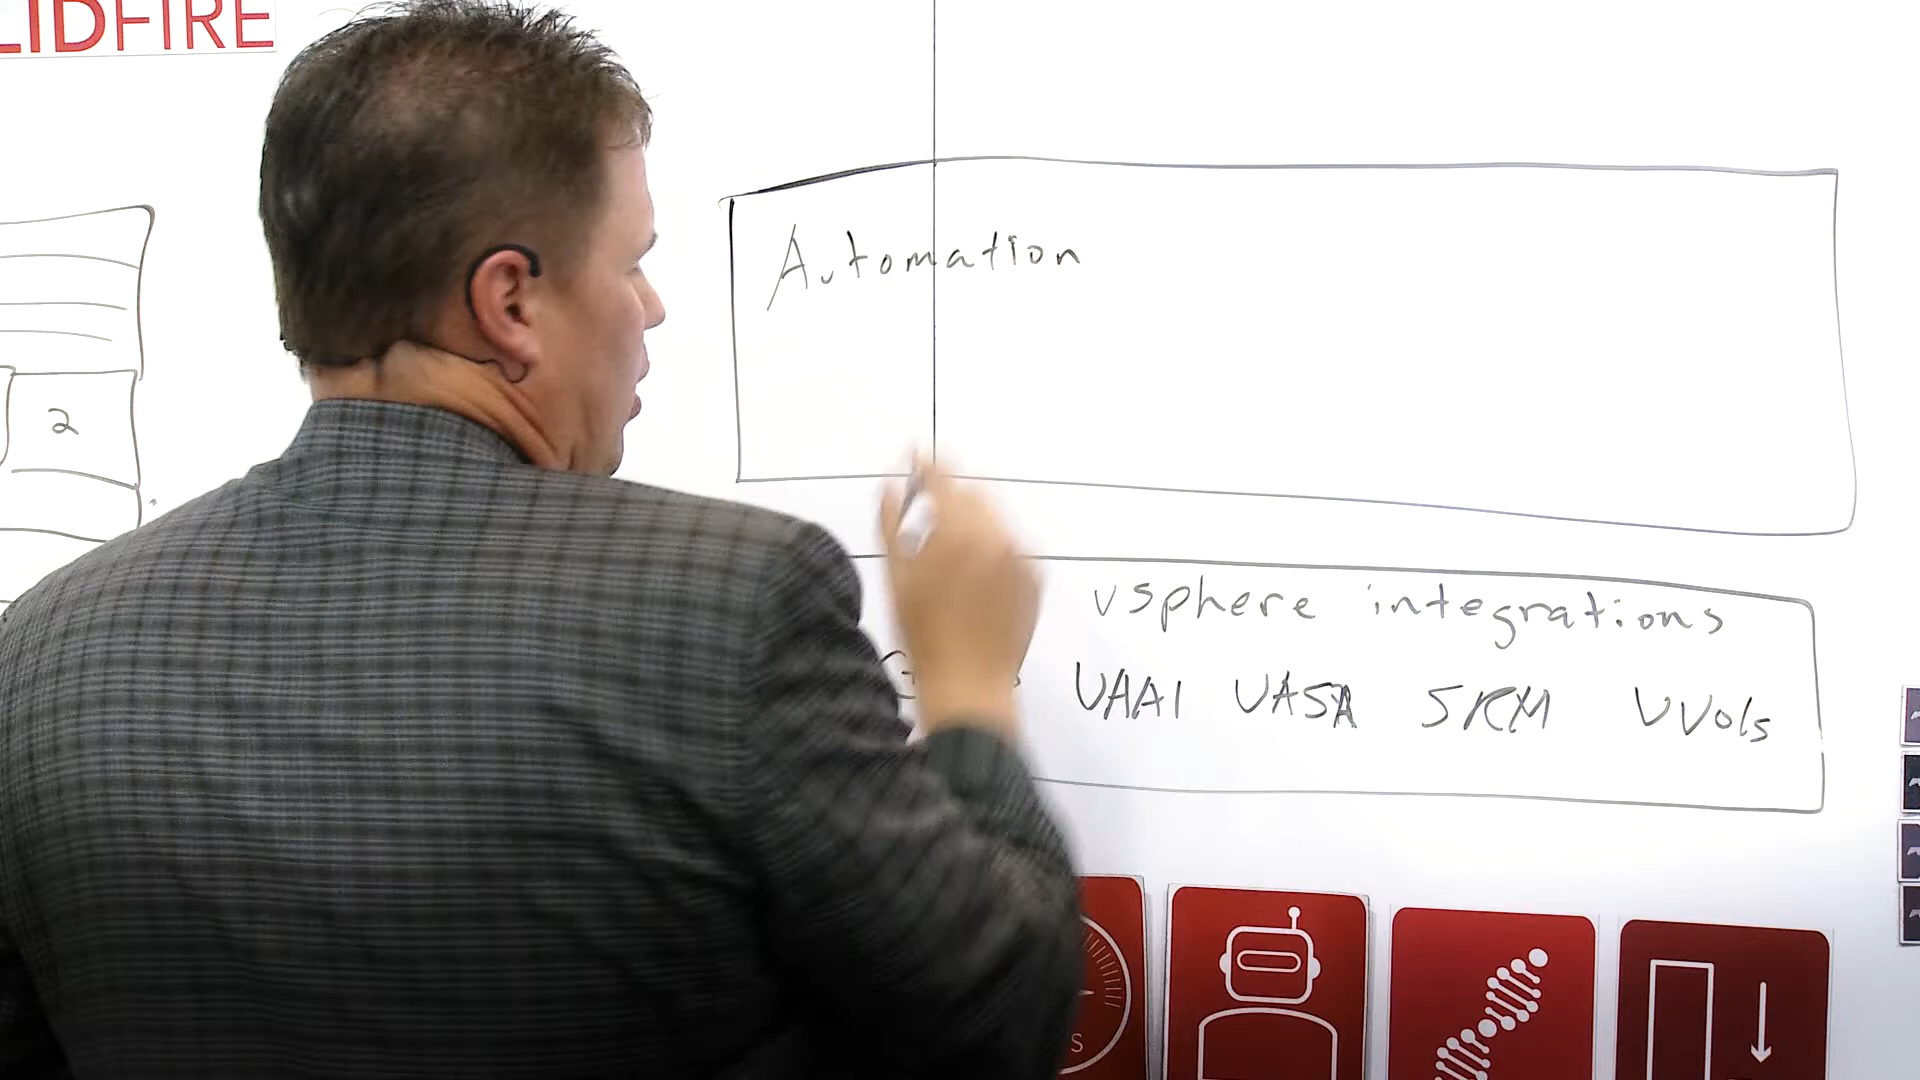 LIDFIRE
Automation
2
vsphere integrations
VAAI VASA SRM VVols
S